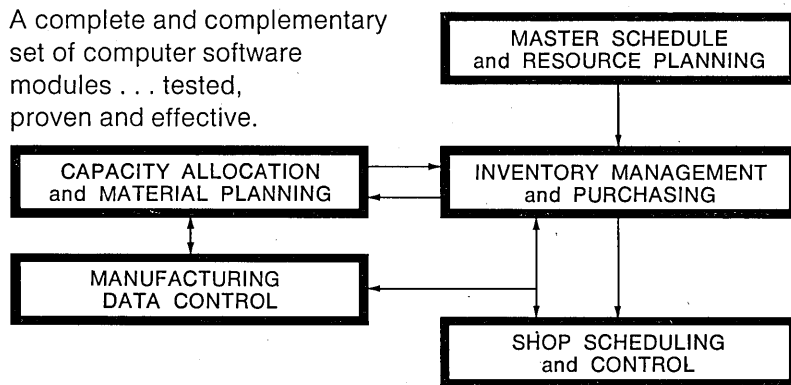 A complete and complementary
set of computer software
modules . . . tested,
proven and effective.
MASTER SCHEDULE
and RESOURCE PLANNING
CAPACITY ALLOCATION
and MATERIAL PLANNING
INVENTORY MANAGEMENT
and PURCHASING
MANUFACTURING
DATA CONTROL
SHOP SCHEDULING
and CONTROL